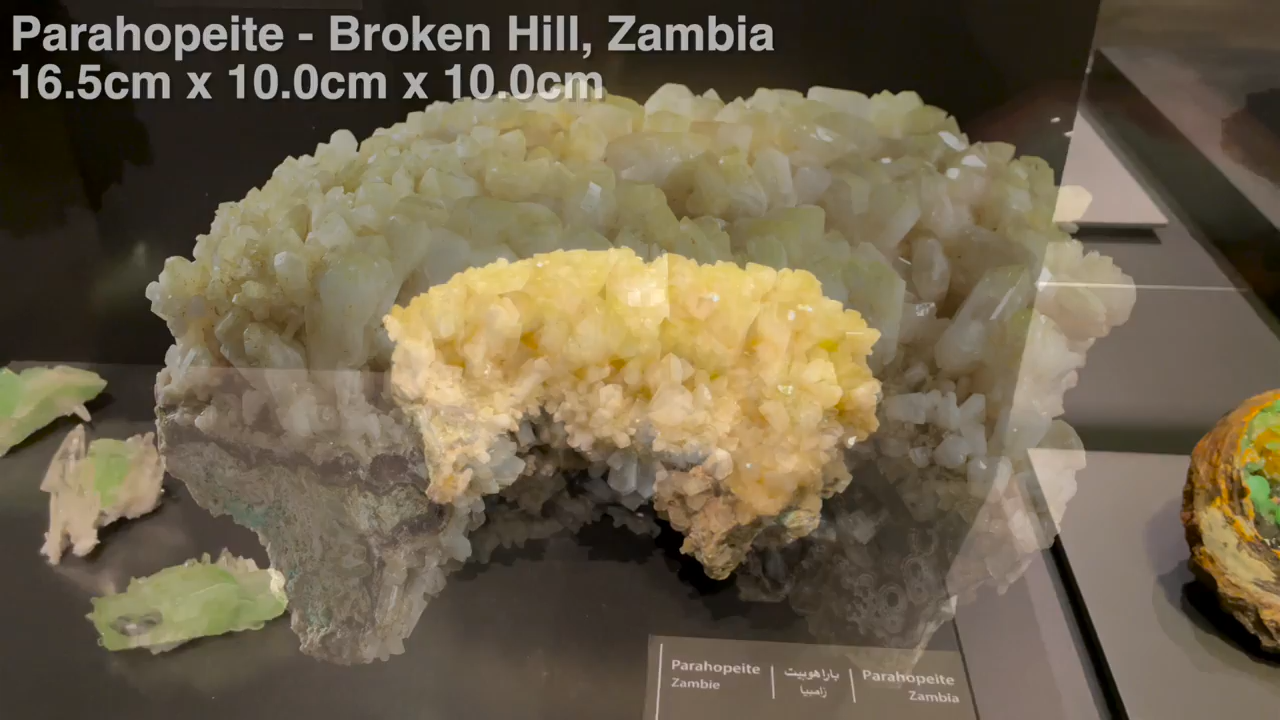 Parahopeite - Broken Hill, Zambia
16.5cm x 10.0cm x 10.0cm
Parahopeite
Zambie
باراهوبيت
زامبيا
Parahopeite
Zambia